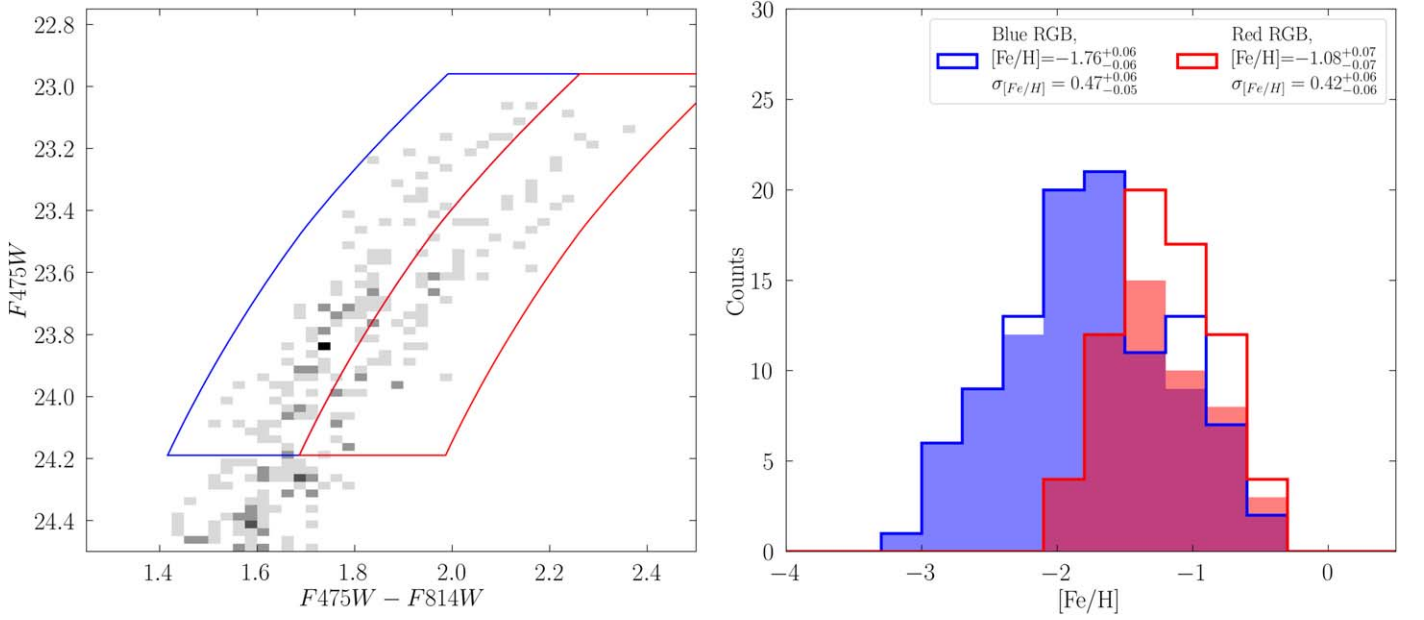 22.8
23.0
23.2
23.4
23.6
23.8
24.0
24.2
24.4
F475W
1.4 1.6 1.8 2.0 2.2 2.4
F475W − F814W
30
25
20
15
10
5
0
Counts
−4 −3 −2 −1 0
[Fe/H]
Blue RGB,
[Fe/H]=−1.76+0.06−0.06
σ[Fe/H] = 0.47+0.06−0.05
Red RGB,
[Fe/H]=−1.08+0.07−0.07
σ[Fe/H] = 0.42+0.06−0.06